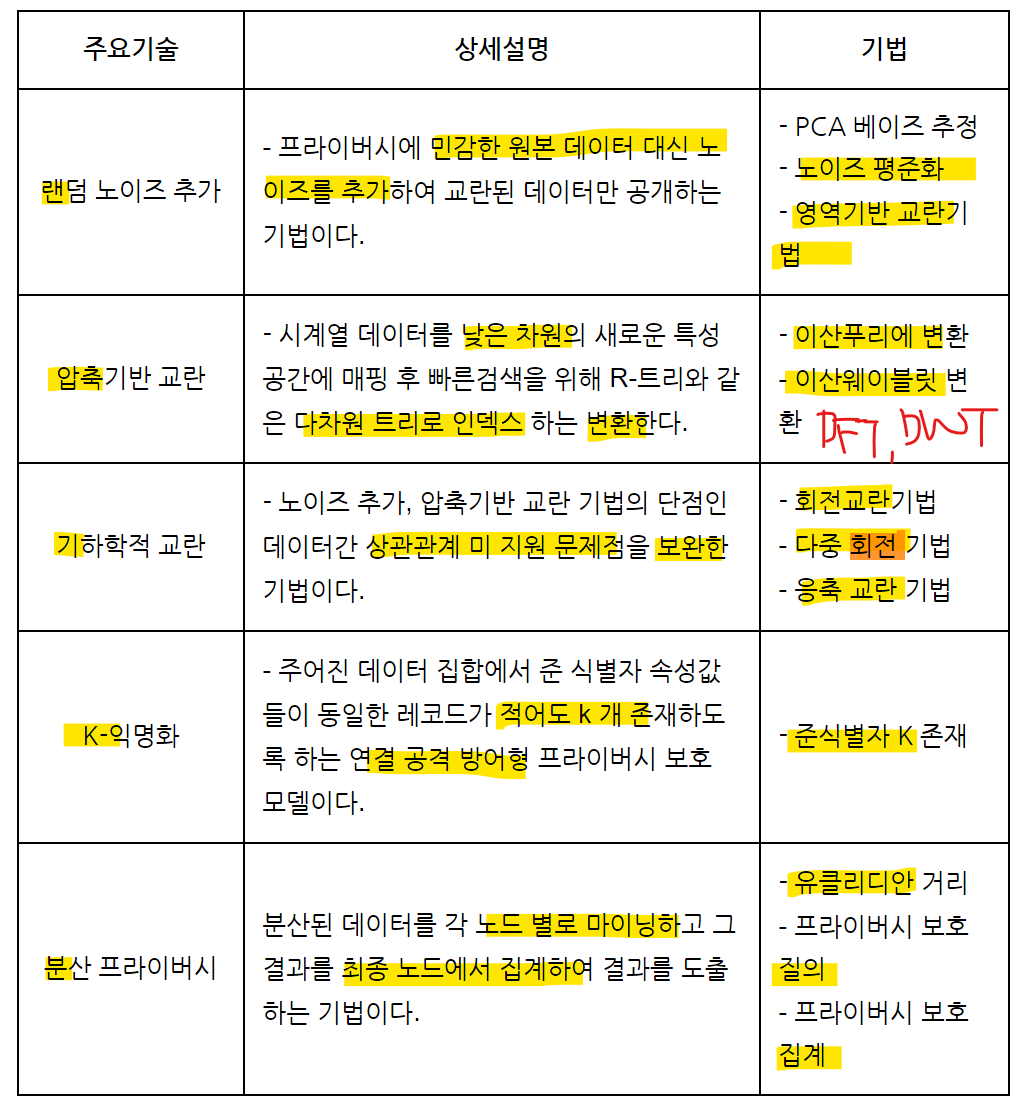 주요기술
상세설명
기법
랜덤 노이즈 추가
- 프라이버시에 민감한 원본 데이터 대신 노
이즈를 추가하여 교란된 데이터만 공개하는
기법이다.
- PCA 베이즈 추정
- 노이즈 평준화
- 영역기반 교란기
법
압축기반 교란
- 시계열 데이터를 낮은 차원의 새로운 특성
공간에 매핑 후 빠른검색을 위해 R-트리와 같
은 다차원 트리로 인덱스 하는 변환한다.
- 이산푸리에 변환
- 이산웨이블릿 변
환
DFT, DWT
기하학적 교란
- 노이즈 추가, 압축기반 교란 기법의 단점인
데이터간 상관관계 미 지원 문제점을 보완한
기법이다.
- 회전교란기법
- 다중 회전 기법
- 응축 교란 기법
K-익명화
- 주어진 데이터 집합에서 준 식별자 속성값
들이 동일한 레코드가 적어도 k 개 존재하도
록 하는 연결 공격 방어형 프라이버시 보호
모델이다.
- 준식별자 K 존재
분산 프라이버시
분산된 데이터를 각 노드 별로 마이닝하고 그
결과를 최종 노드에서 집계하여 결과를 도출
하는 기법이다.
- 유클리디안 거리
- 프라이버시 보호
질의
- 프라이버시 보호
집계